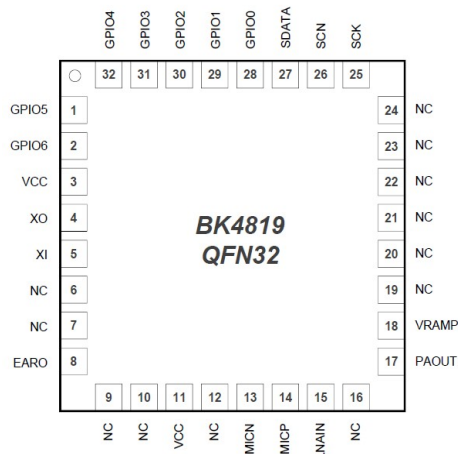 GPIO4 GPIO3 GPIO2 GPIO1 GPIO0 SDATA SCN SCK
32 31 30 29 28 27 26 25
GPIO5 1 24 NC
GPIO6 2 23 NC
VCC 3 22 NC
XO 4 21 NC
BK4819
XI 5 20 NC
QFN32
NC 6 19 NC
NC 7 18 VRAMP
EARO 8 17 PAOUT
9 10 11 12 13 14 15 16
NC NC VCC NC MICN MICP NC